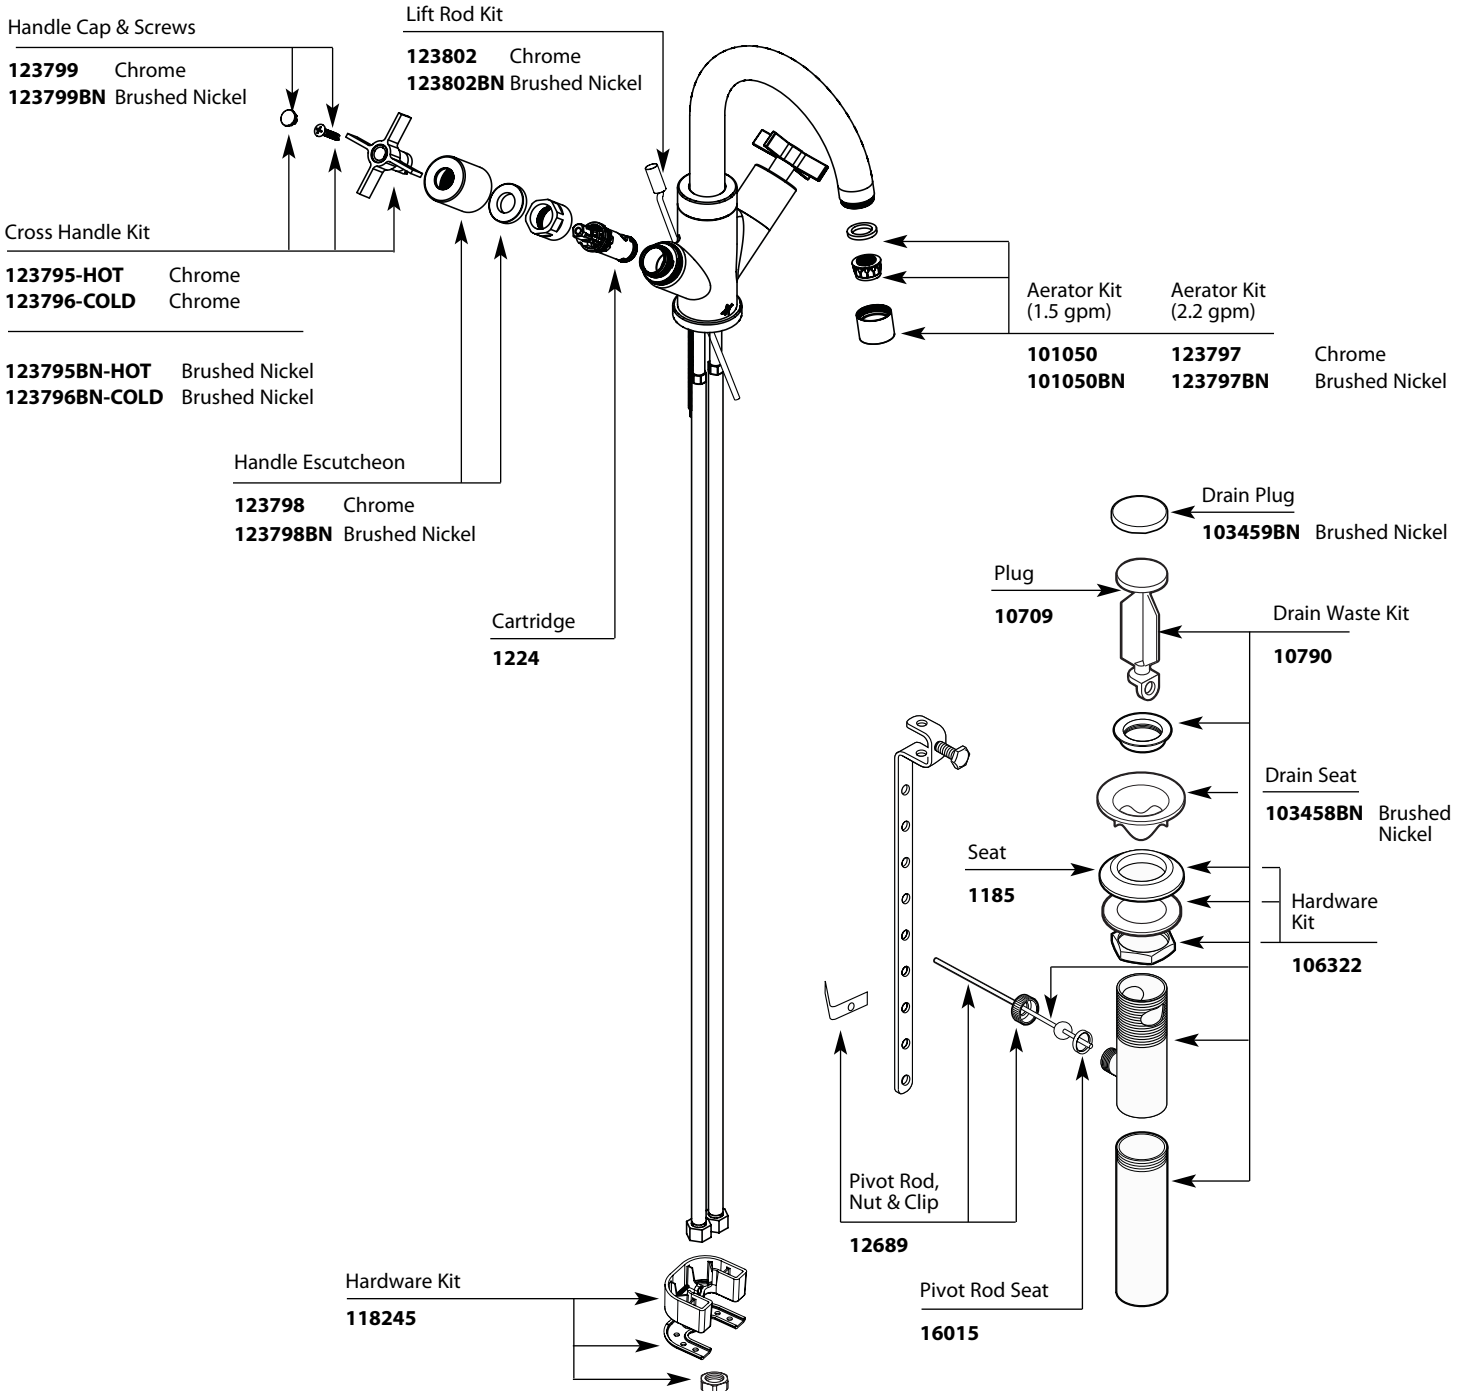 Handle Cap & Screws
123799 Chrome
123799BN Brushed Nickel
Lift Rod Kit
123802 Chrome
123802BN Brushed Nickel
Cross Handle Kit
123795-HOT Chrome
123796-COLD Chrome
123795BN-HOT Brushed Nickel
123796BN-COLD Brushed Nickel
Aerator Kit Aerator Kit
(1.5 gpm) (2.2 gpm)
101050 123797 Chrome
101050BN 123797BN Brushed Nickel
Handle Escutcheon
123798 Chrome
123798BN Brushed Nickel
Cartridge
1224
Drain Plug
103459BN Brushed Nickel
Plug
10709
Drain Waste Kit
10790
Drain Seat
103458BN Brushed
Nickel
Seat
1185
Hardware
Kit
106322
Pivot Rod,
Nut & Clip
12689
Pivot Rod Seat
16015
Hardware Kit
118245